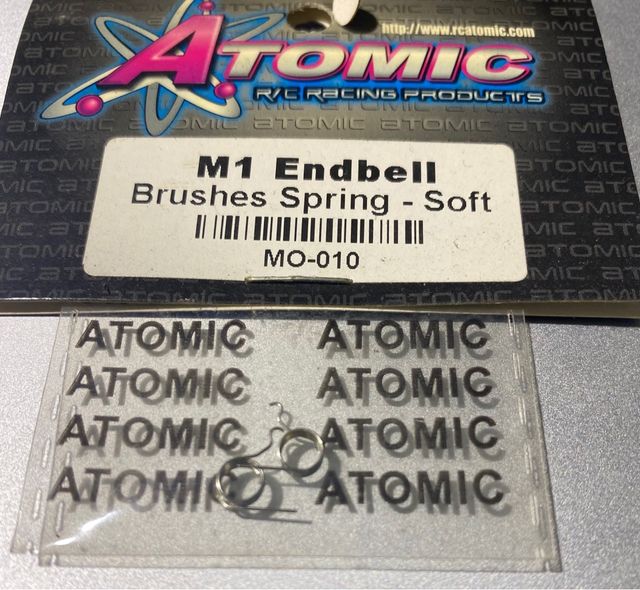 http://www.rcatomic.com
ATOMIC
R/C RACING PRODUCTS
M1 Endbell
Brushes Spring - Soft
MO-010
ATOMIC ATOMIC
ATOMIC ATOMIC
ATOMIC ATOMIC
ATOMIC ATOMIC